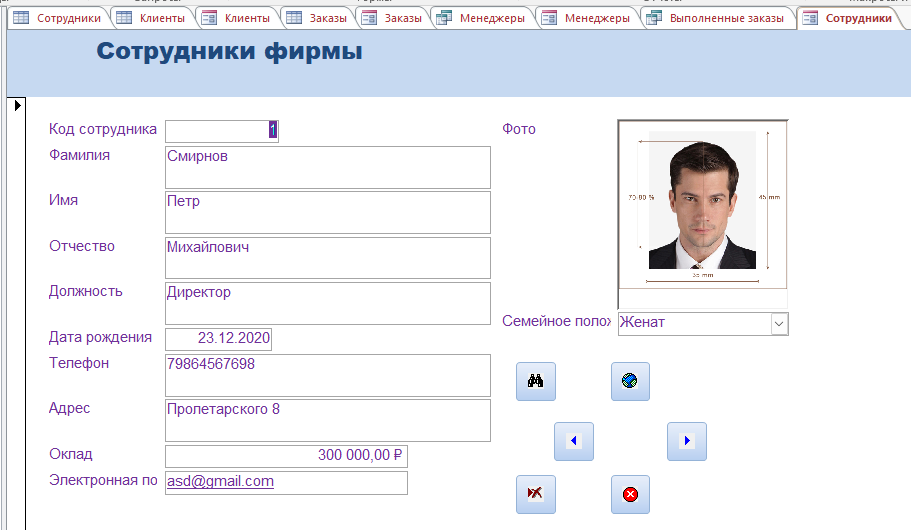 Сотрудники Клиенты Клиенты Заказы Заказы Менеджеры Менеджеры Выполненные заказы Сотрудники
Сотрудники фирмы
Код сотрудника 1
Фамилия Смирнов
Имя Петр
Отчество Михайлович
Должность Директор
Дата рождения 23.12.2020
Телефон 79864567698
Адрес Пролетарского 8
Оклад 300 000,00 ₽
Электронная по asd@gmail.com
Фото
70-80 %
45 mm
35 mm
Семейное полож Женат